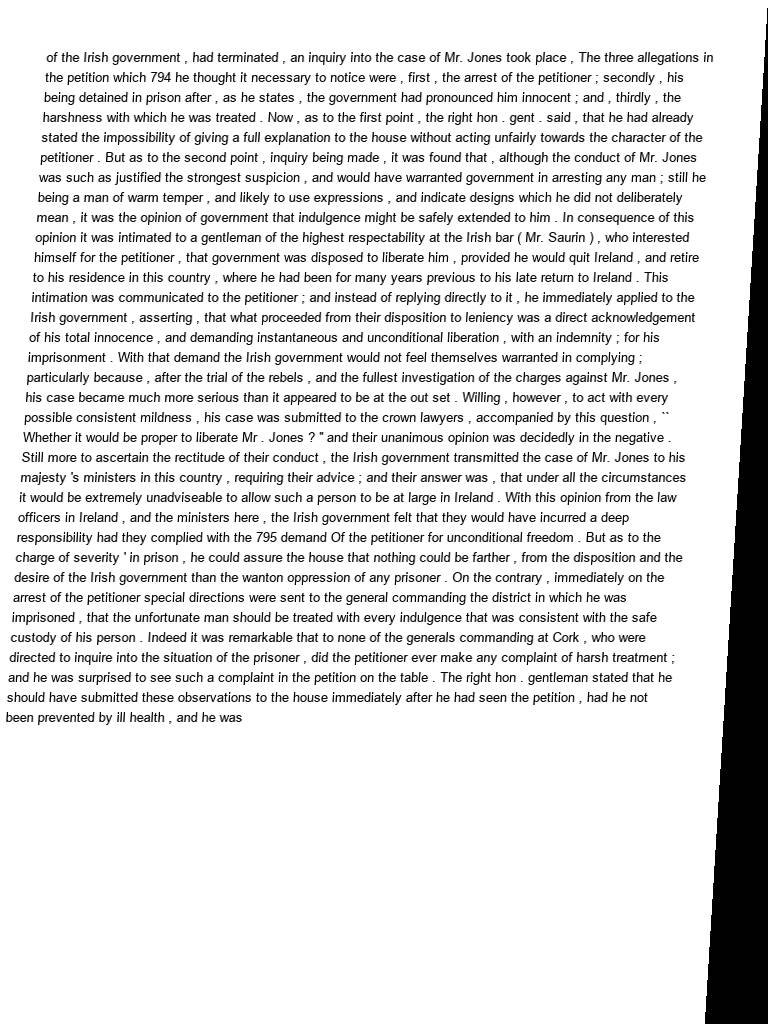 of the Irish government , had terminated , an inquiry into the case of Mr. Jones took place , The three allegations in
the petition which 794 he thought it necessary to notice were , first , the arrest of the petitioner ; secondly , his
being detained in prison after , as he states , the government had pronounced him innocent ; and , thirdly , the
harshness with which he was treated . Now , as to the first point , the right hon . gent . said , that he had already
stated the impossibility of giving a full explanation to the house without acting unfairly towards the character of the
petitioner . But as to the second point , inquiry being made , it was found that , although the conduct of Mr. Jones
was such as justified the strongest suspicion , and would have warranted government in arresting any man ; still he
being a man of warm temper , and likely to use expressions , and indicate designs which he did not deliberately
mean , it was the opinion of government that indulgence might be safely extended to him . In consequence of this
opinion it was intimated to a gentleman of the highest respectability at the Irish bar ( Mr. Saurin ) , who interested
himself for the petitioner , that government was disposed to liberate him , provided he would quit Ireland , and retire
to his residence in this country , where he had been for many years previous to his late return to Ireland . This
intimation was communicated to the petitioner ; and instead of replying directly to it , he immediately applied to the
Irish government , asserting , that what proceeded from their disposition to leniency was a direct acknowledgement
of his total innocence , and demanding instantaneous and unconditional liberation , with an indemnity ; for his
imprisonment . With that demand the Irish government would not feel themselves warranted in complying ;
particularly because , after the trial of the rebels , and the fullest investigation of the charges against Mr. Jones ,
his case became much more serious than it appeared to be at the out set . Willing , however , to act with every
possible consistent mildness , his case was submitted to the crown lawyers , accompanied by this question , ``
Whether it would be proper to liberate Mr . Jones ? " and their unanimous opinion was decidedly in the negative .
Still more to ascertain the rectitude of their conduct , the Irish government transmitted the case of Mr. Jones to his
majesty 's ministers in this country , requiring their advice ; and their answer was , that under all the circumstances
it would be extremely unadviseable to allow such a person to be at large in Ireland . With this opinion from the law
officers in Ireland , and the ministers here , the Irish government felt that they would have incurred a deep
responsibility had they complied with the 795 demand Of the petitioner for unconditional freedom . But as to the
charge of severity ' in prison , he could assure the house that nothing could be farther , from the disposition and the
desire of the Irish government than the wanton oppression of any prisoner . On the contrary , immediately on the
arrest of the petitioner special directions were sent to the general commanding the district in which he was
imprisoned , that the unfortunate man should be treated with every indulgence that was consistent with the safe
custody of his person . Indeed it was remarkable that to none of the generals commanding at Cork , who were
directed to inquire into the situation of the prisoner , did the petitioner ever make any complaint of harsh treatment ;
and he was surprised to see such a complaint in the petition on the table . The right hon . gentleman stated that he
should have submitted these observations to the house immediately after he had seen the petition , had he not
been prevented by ill health , and he was